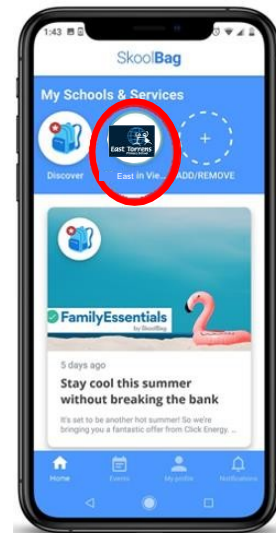 1:43
SkoolBag
My Schools & Services
East Torrens
Discover
East in Vie...
ADD/REMOVE
FamilyEssentials
by SkoolBag
5 days ago
Stay cool this summer
without breaking the bank
It's set to be another hot summer! So we're
bringing you a fantastic offer from Click Energy. ...
Home
Events
My profile
Notifications